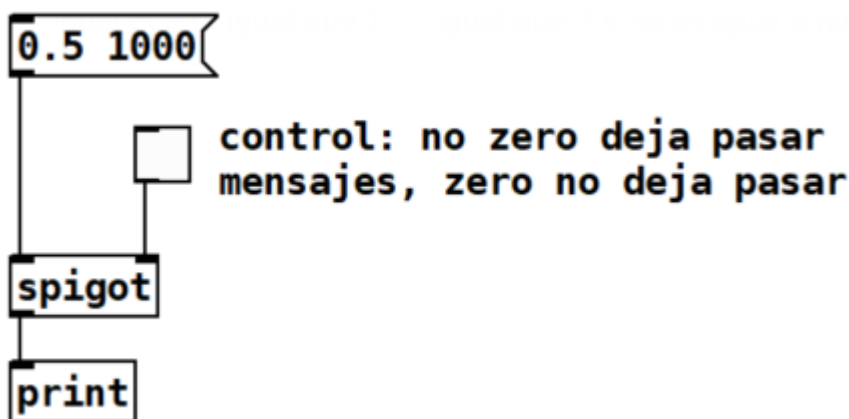 0.5 1000
control: no zero deja pasar
mensajes, zero no deja pasar
spigot
print